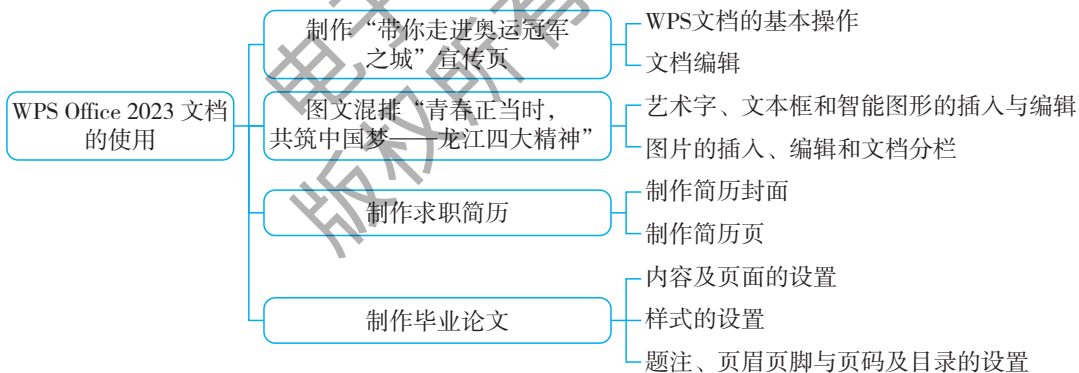 WPS Office 2023 文档
的使用
制作“带你走进奥运冠军
之城”宣传页
WPS文档的基本操作
文档编辑
图文混排“青春正当时，
共筑中国梦——龙江四大精神”
艺术字、文本框和智能图形的插入与编辑
图片的插入、编辑和文档分栏
制作求职简历
制作简历封面
制作简历页
制作毕业论文
内容及页面的设置
样式的设置
题注、页眉页脚与页码及目录的设置
电子
版权所有